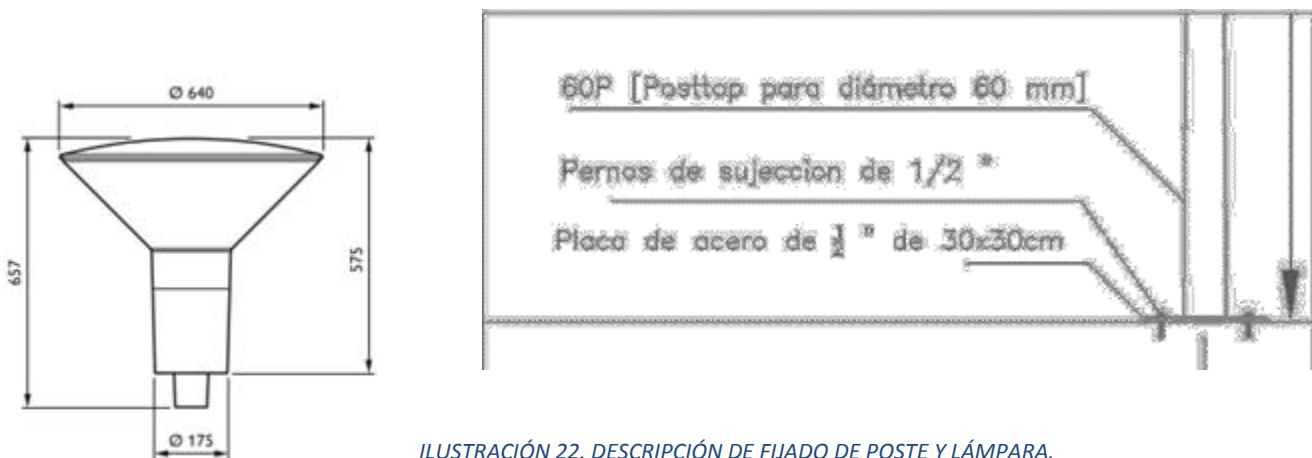 Ø 640
657
575
Ø 175
60P [Posttop para diámetro 60 mm]
Pernos de sujeccion de 1/2 "
Placa de acero de " de 30x30cm
ILUSTRACIÓN 22. DESCRIPCIÓN DE FIJADO DE POSTE Y LÁMPARA.